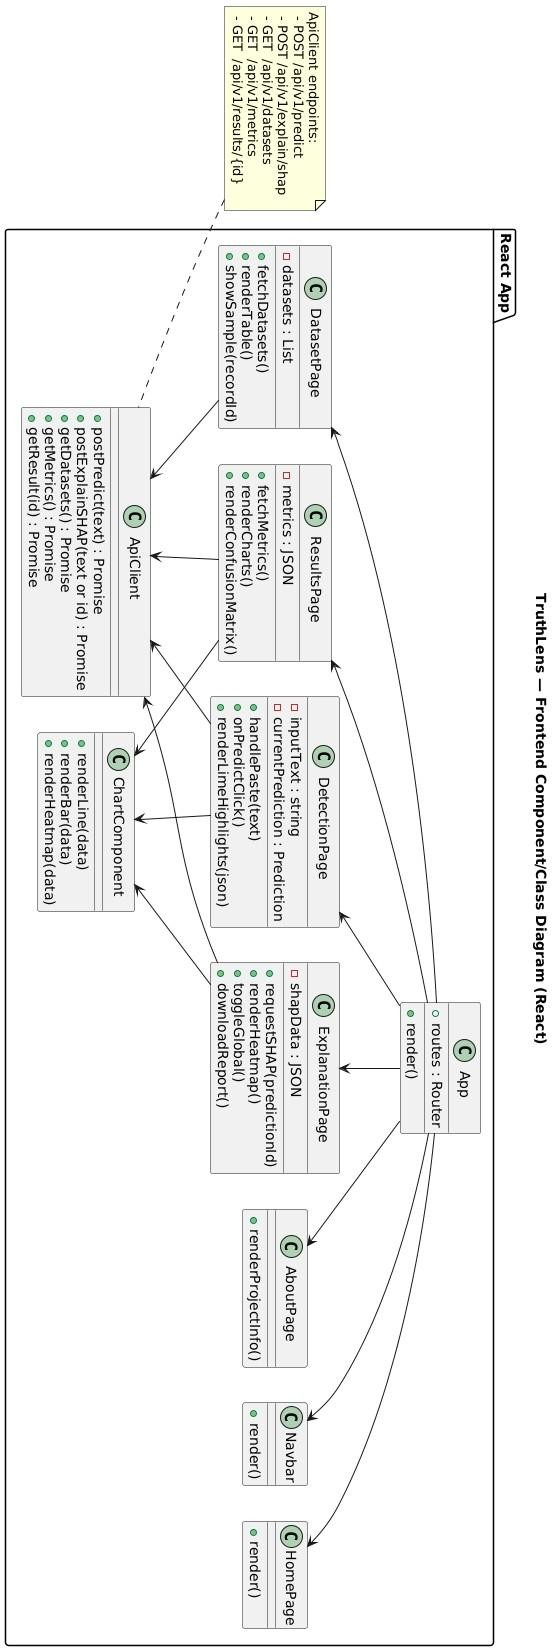 TruthLens — Frontend Component/Class Diagram (React)
React App
C App
routes : Router
render()
C DatasetPage
datasets : List
fetchDatasets()
renderTable()
showSample(recordId)
C ResultsPage
metrics : JSON
fetchMetrics()
renderCharts()
renderConfusionMatrix()
C DetectionPage
inputText : string
currentPrediction : Prediction
handlePaste(text)
onPredictClick()
renderLimeHighlights(json)
C ExplanationPage
shapData : JSON
requestSHAP(predictionId)
renderHeatmap()
toggleGlobal()
downloadReport()
C AboutPage
renderProjectInfo()
C Navbar
render()
C HomePage
render()
ApiClient endpoints:
- POST /api/v1/predict
- POST /api/v1/explain/shap
- GET /api/v1/datasets
- GET /api/v1/metrics
- GET /api/v1/results/{id}
C ApiClient
postPredict(text) : Promise
postExplainSHAP(text or id) : Promise
getDatasets() : Promise
getMetrics() : Promise
getResult(id) : Promise
C ChartComponent
renderLine(data)
renderBar(data)
renderHeatmap(data)